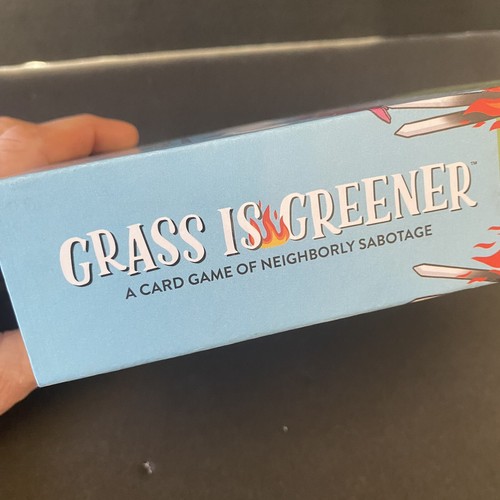 GRASS IS GREENER™
A CARD GAME OF NEIGHBORLY SABOTAGE